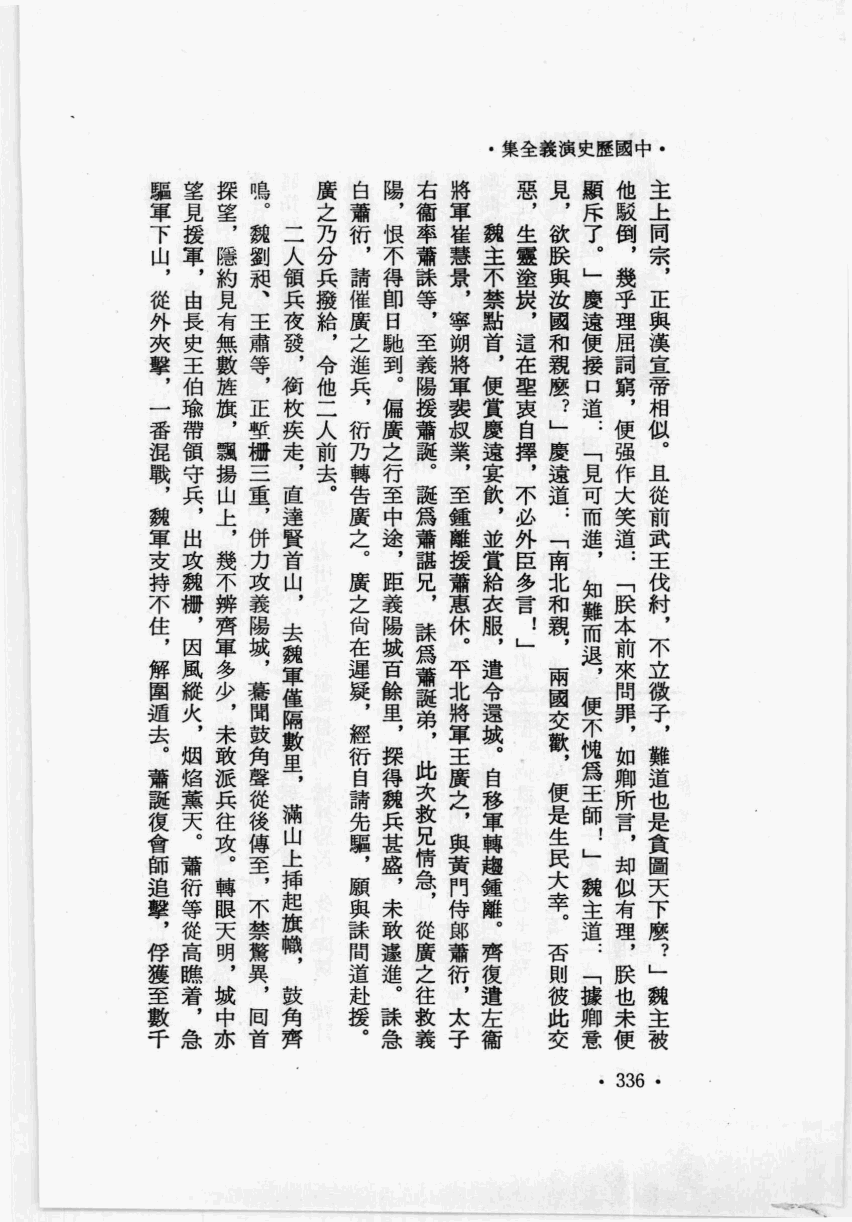 ・中國歷史演義全集・
主上同宗，正與漢宣帝相似。且從前武王伐紂，不立微子，難道也是貪圖天下麽？」魏主被
他駁倒，幾乎理屈詞窮，便强作大笑道：「朕本前來問罪，如卿所言，却似有理，朕也未便
顯斥了。」慶遠便接口道：「見可而進，知難而退，便不愧爲王師！」魏主道：「據卿意
見，欲朕與汝國和親麽？」慶遠道：「南北和親，兩國交歡，便是生民大幸。否則彼此交
惡，生靈塗炭，這在聖衷自擇，不必外臣多言！」
魏主不禁點首，便賞慶遠宴飲，並賞給衣服，遣令還城。自移軍轉趨鍾離。齊復遣左衞
將軍崔慧景，寧朔將軍裴叔業，至鍾離援蕭惠休。平北將軍王廣之，與黃門侍郎蕭衍，太子
右衞率蕭誄等，至義陽援蕭誕。誕爲蕭諶兄，誄爲蕭誕弟，此次救兄情急，從廣之往救義
陽，恨不得卽日馳到。偏廣之行至中途，距義陽城百餘里，探得魏兵甚盛，未敢遽進。誄急
白蕭衍，請催廣之進兵，衍乃轉告廣之。廣之尙在遲疑，經衍自請先驅，願與誄間道赴援。
廣之乃分兵撥給，令他二人前去。
二人領兵夜發，銜枚疾走，直達賢首山，去魏軍僅隔數里，滿山上揷起旗幟，鼓角齊
鳴。魏劉昶、王肅等，正塹柵三重，併力攻義陽城，驀聞鼓角聲從後傳至，不禁驚異，回首
探望，隱約見有無數旌旗，飄揚山上，幾不辨齊軍多少，未敢派兵往攻。轉眼天明，城中亦
望見援軍，由長史王伯瑜帶領守兵，出攻魏柵，因風縱火，烟焰薰天。蕭衍等從高瞧着，急
驅軍下山，從外夾擊，一番混戰，魏軍支持不住，解圍遁去。蕭誕復會師追擊，俘獲至數千
・336・